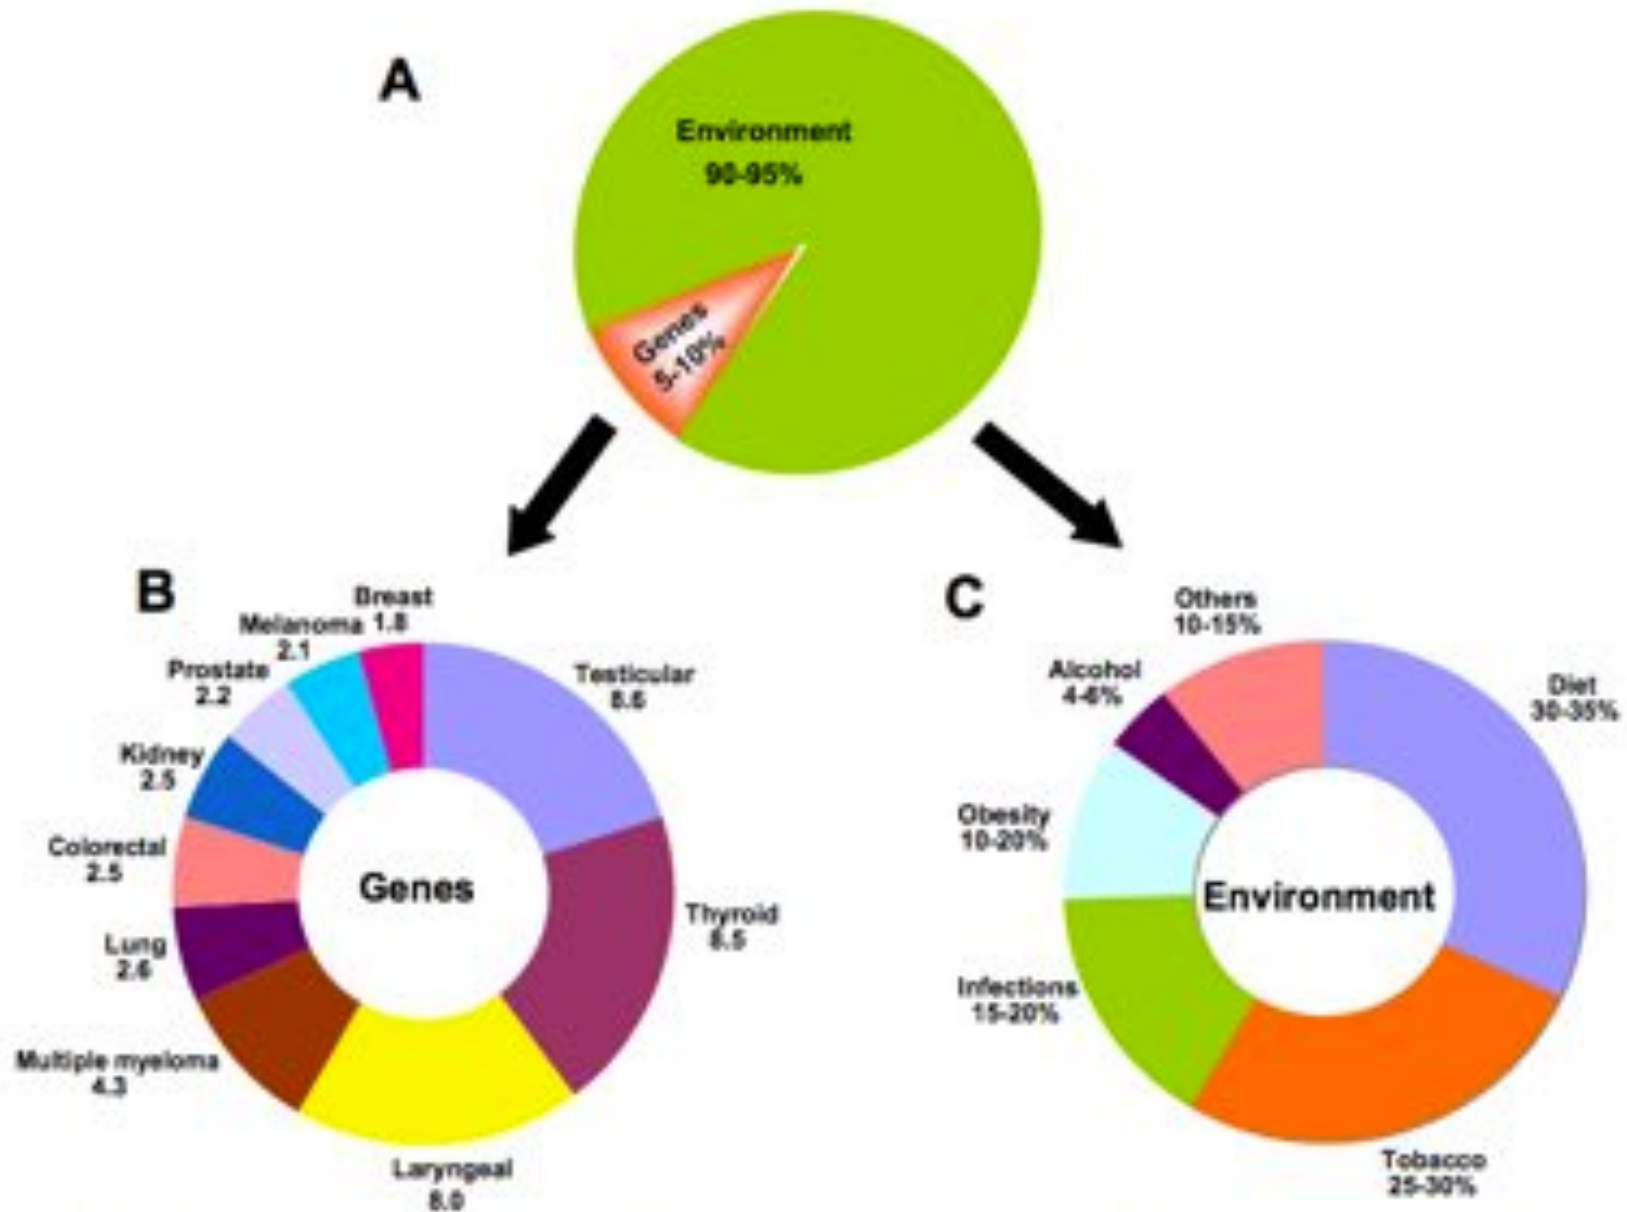 A
Environment
90-95%
Genes
5-10%
B
Breast
1.8
Melanoma
2.1
Prostate
2.2
Kidney
2.5
Colorectal
2.5
Lung
2.6
Multiple myeloma
4.3
Laryngeal
8.0
Thyroid
8.5
Testicular
8.6
Genes
C
Others
10-15%
Alcohol
4-6%
Obesity
10-20%
Infections
15-20%
Tobacco
25-30%
Diet
30-35%
Environment